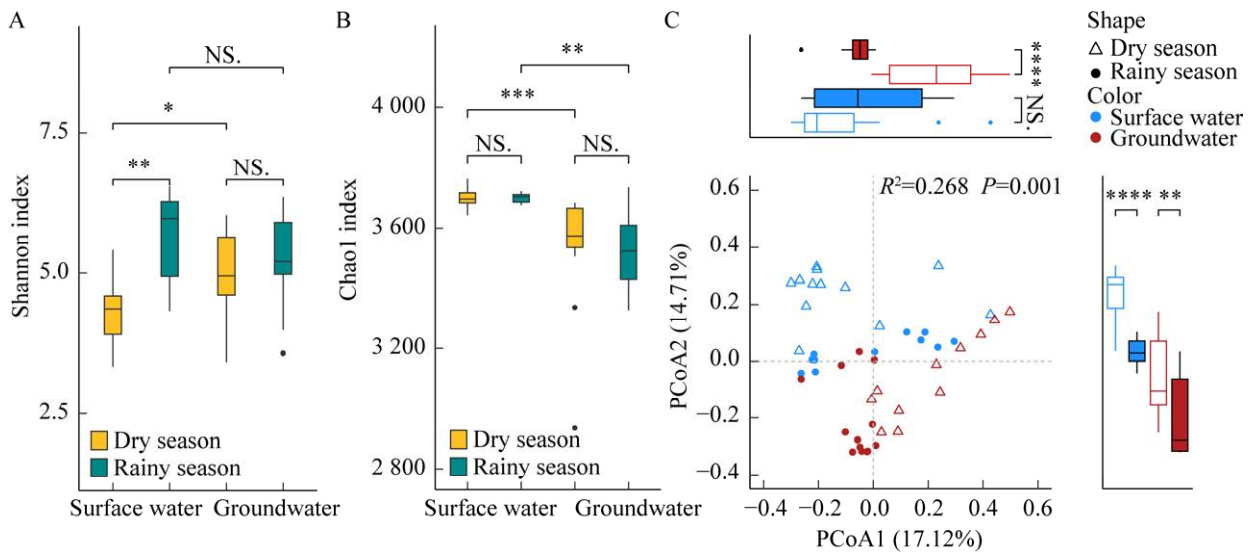 A
Shannon index
7.5
5.0
2.5
NS.
*
**
NS.
Dry season
Rainy season
Surface water
Groundwater
B
Chao1 index
4 000
3 600
3 200
2 800
**
***
NS.
NS.
Dry season
Rainy season
Surface water
Groundwater
C
****
NS.
R²=0.268 P=0.001
PCoA2 (14.71%)
0.6
0.4
0.2
0.0
−0.2
−0.4
−0.4
−0.2
0.0
0.2
0.4
0.6
PCoA1 (17.12%)
Shape
Dry season
Rainy season
Color
Surface water
Groundwater
****
**